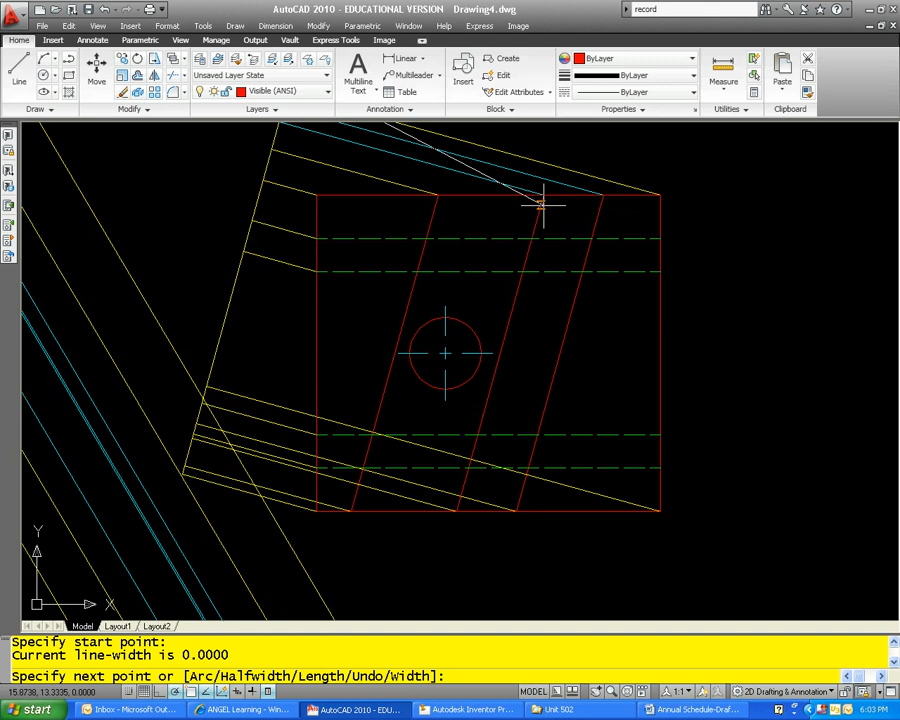 AutoCAD 2010 - EDUCATIONAL VERSION Drawing4.dwg
record
File Edit View Insert Format Tools Draw Dimension Modify Parametric Window Help Express
Home Insert Annotate Parametric View Manage Output Vault Express Tools Image
Line
Move
Unsaved Layer State
Visible (ANSI)
Multiline
Text
Linear
Multileader
Table
Insert
Create
Edit
Edit Attributes
ByLayer
ByLayer
ByLayer
Measure
Paste
Draw Modify Layers Annotation Block Properties Utilities Clipboard
Y
X
Model Layout1 Layout2
Specify start point:
Current line-width is 0.0000
Specify next point or [Arc/Halfwidth/Length/Undo/Width]:
15.8738, 13.3335, 0.0000
MODEL
1:1
2D Drafting & Annotation
start
Inbox - Microsoft Out...
ANGEL Learning - Win...
AutoCAD 2010 - EDU...
Autodesk Inventor Pr...
Unit 502
Annual Schedule-Draf...
6:03 PM